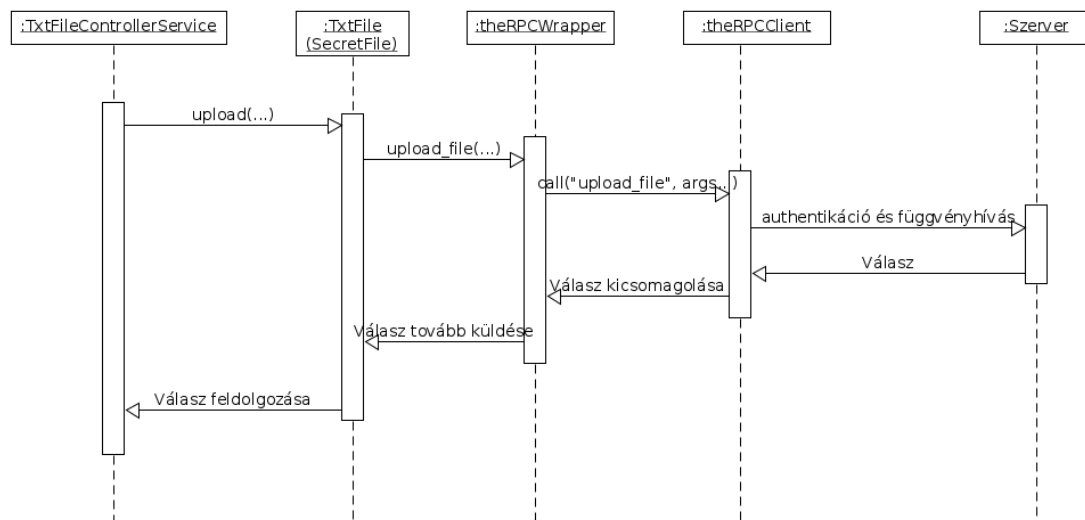 :TxtFileControllerService
:TxtFile
(SecretFile)
:theRPCWrapper
:theRPCClient
:Szerver
upload(...)
upload_file(...)
call("upload_file", args...)
authentikáció és függvényhívás
Válasz
Válasz kicsomagolása
Válasz tovább küldése
Válasz feldolgozása